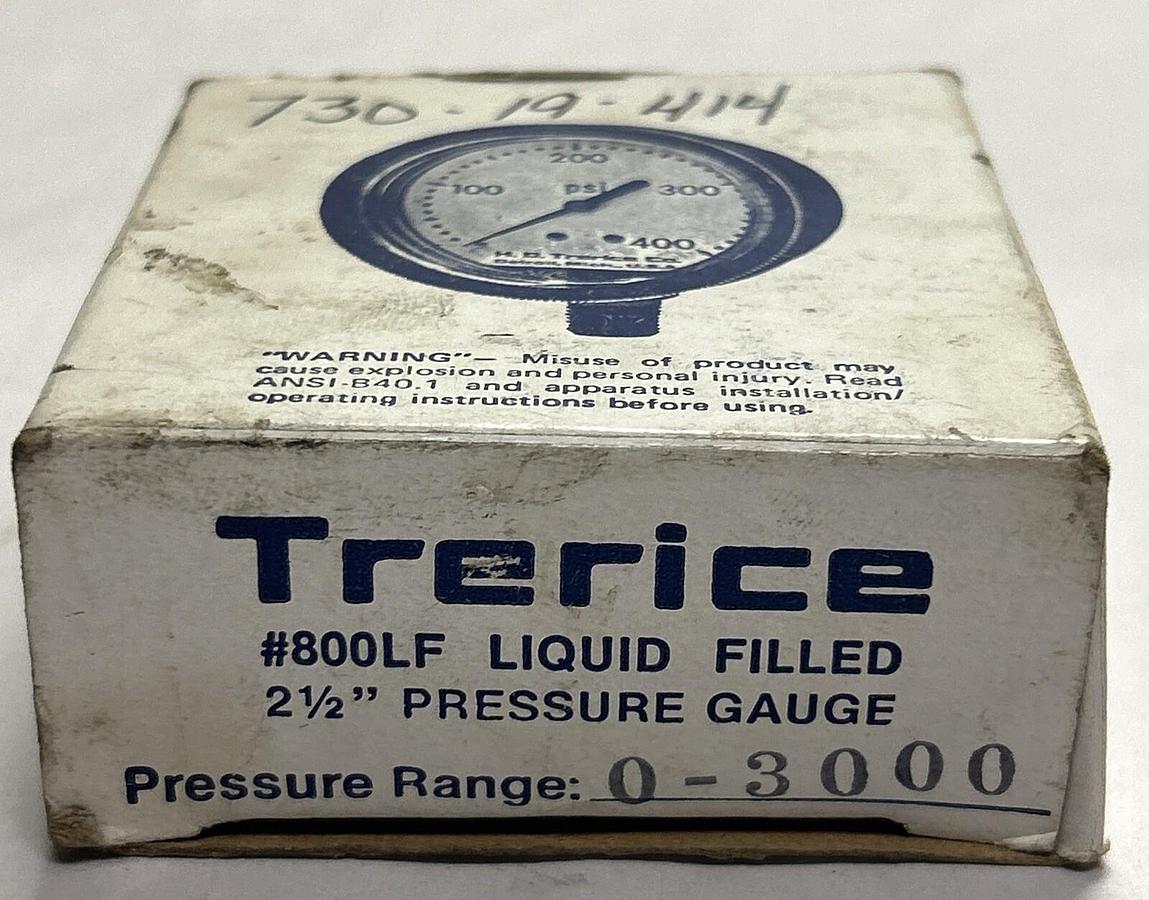 730 - 19 - 414
200
100 psi 300
400
H. O. Trerice Co.
"WARNING"— Misuse of product may
cause explosion and personal injury. Read
ANSI-B40.1 and apparatus installation/
operating instructions before using.
Trerice
#800LF LIQUID FILLED
2½" PRESSURE GAUGE
Pressure Range: 0-3000